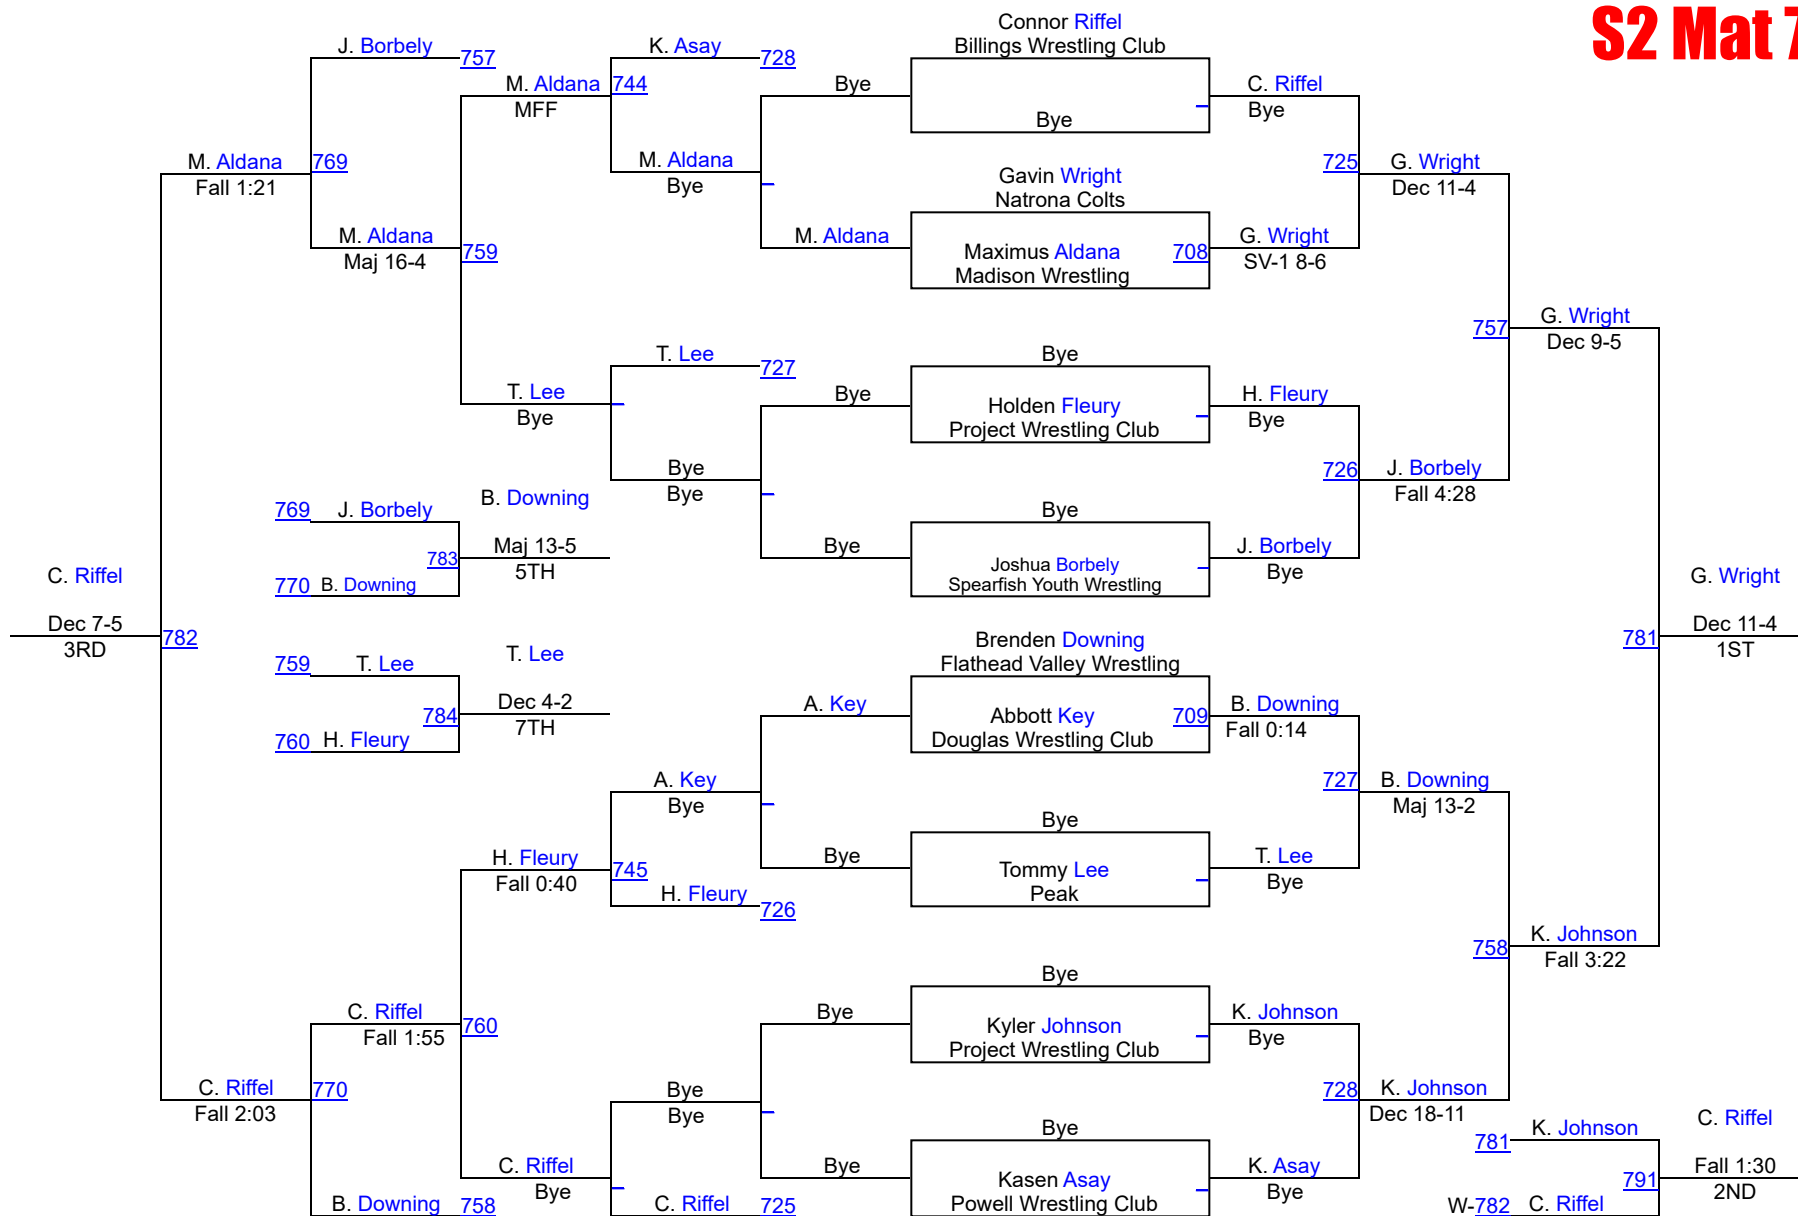 S2 Mat 7
Connor Riffel
Billings Wrestling Club
J. Borbely 757
K. Asay 728
M. Aldana 744
MFF
Bye
Bye
C. Riffel
Bye
M. Aldana 769
Fall 1:21
M. Aldana
Bye
Gavin Wright
Natrona Colts
725 G. Wright
Dec 11-4
M. Aldana 759
Maj 16-4
M. Aldana
Maximus Aldana 708
Madison Wrestling
G. Wright
SV-1 8-6
757 G. Wright
Dec 9-5
T. Lee 727
Bye
T. Lee
Bye
Bye
Holden Fleury
Project Wrestling Club
H. Fleury
Bye
Bye
Bye
726 J. Borbely
Fall 4:28
769 J. Borbely
B. Downing
Bye
783 Maj 13-5
5TH
Bye
Joshua Borbely
Spearfish Youth Wrestling
J. Borbely
Bye
770 B. Downing
C. Riffel
Dec 7-5
3RD
782
G. Wright
781 Dec 11-4
1ST
Brenden Downing
Flathead Valley Wrestling
759 T. Lee
T. Lee
784 Dec 4-2
7TH
760 H. Fleury
A. Key
Abbott Key 709
Douglas Wrestling Club
B. Downing
Fall 0:14
A. Key
Bye
727 B. Downing
Maj 13-2
Bye
H. Fleury 745
Fall 0:40
Bye
Tommy Lee
Peak
T. Lee
Bye
H. Fleury 726
758 K. Johnson
Fall 3:22
Bye
C. Riffel 760
Fall 1:55
Bye
Kyler Johnson
Project Wrestling Club
K. Johnson
Bye
C. Riffel 770
Fall 2:03
Bye
Bye
728 K. Johnson
Dec 18-11
Bye
781 K. Johnson
C. Riffel
C. Riffel
Bye
Bye
Kasen Asay
Powell Wrestling Club
K. Asay
Bye
791 Fall 1:30
2ND
B. Downing 758
C. Riffel 725
W-782 C. Riffel